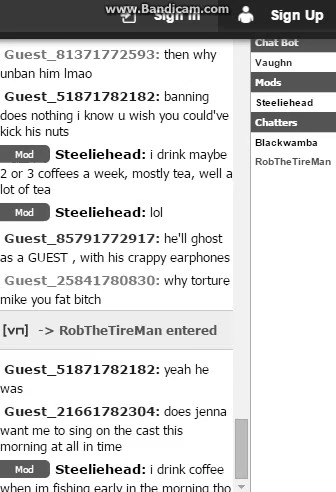 www.Bandicam.com
Sign In
Sign Up
Guest_81371772593: then why
unban him lmao
Guest_51871782182: banning
does nothing i know u wish you could've
kick his nuts
Mod Steeliehead: i drink maybe
2 or 3 coffees a week, mostly tea, well a
lot of tea
Mod Steeliehead: lol
Guest_85791772917: he'll ghost
as a GUEST , with his crappy earphones
Guest_25841780830: why torture
mike you fat bitch
-> RobTheTireMan entered
Guest_51871782182: yeah he
was
Guest_21661782304: does jenna
want me to sing on the cast this
morning at all in time
Mod Steeliehead: i drink coffee
when im fishing early in the morning tho
Chat Bot
Vaughn
Mods
Steeliehead
Chatters
Blackwamba
RobTheTireMan